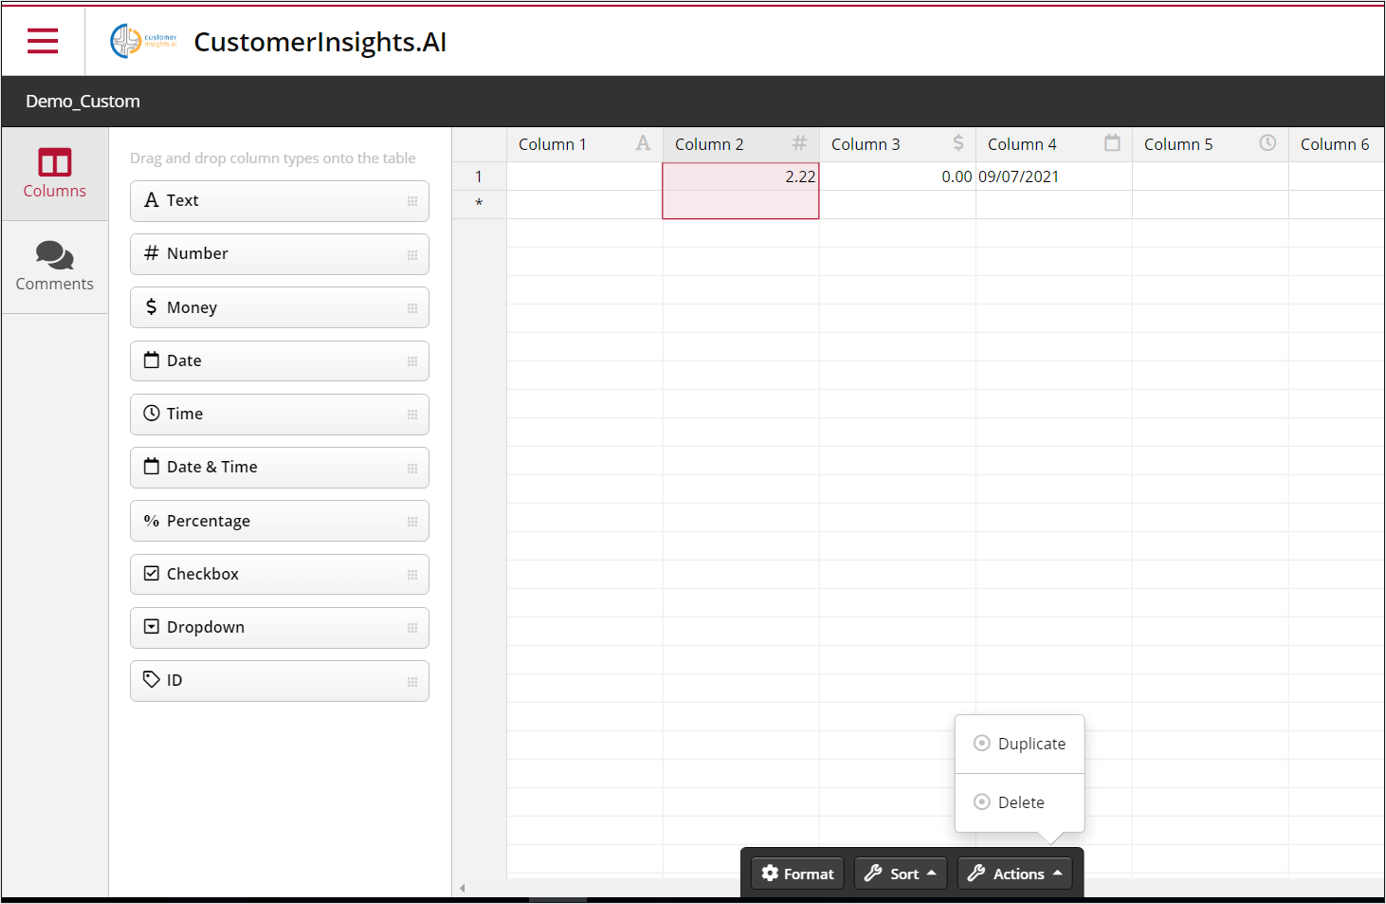 customer
insights.ai
CustomerInsights.AI
Demo_Custom
Columns
Comments
Drag and drop column types onto the table
A Text
# Number
$ Money
Date
Time
Date & Time
% Percentage
Checkbox
Dropdown
ID
Column 1 A Column 2 # Column 3 $ Column 4 Column 5 Column 6
1 2.22 0.00 09/07/2021
*
Duplicate
Delete
Format Sort Actions